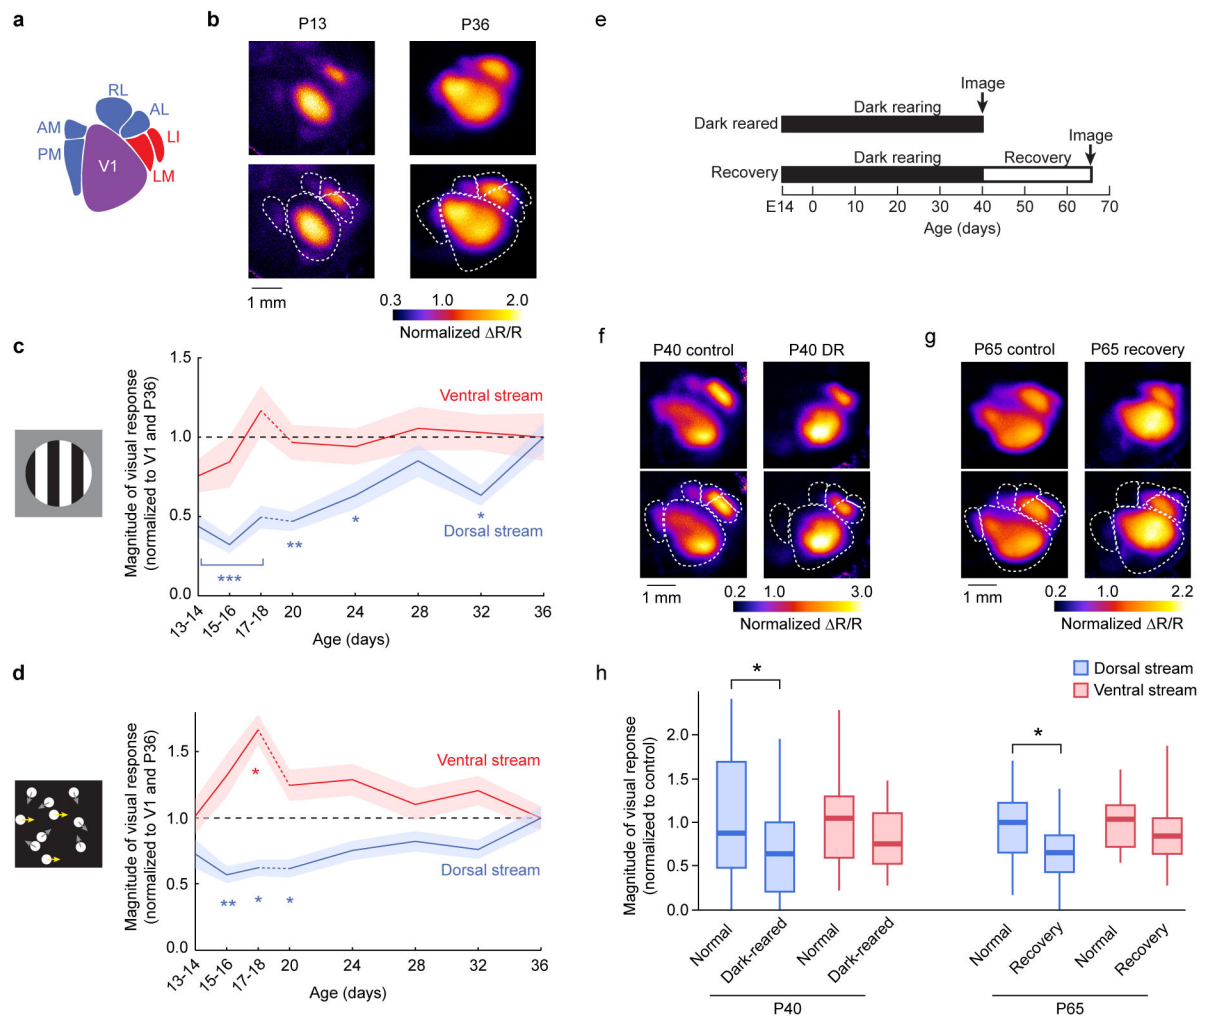 a
RL
AL
AM
LI
PM
V1
LM
b
P13
P36
1 mm
0.3 1.0 2.0
Normalized ΔR/R
c
Magnitude of visual response
(normalized to V1 and P36)
1.5
1.0
0.5
0.0
Ventral stream
Dorsal stream
*
*
**
***
13-14
15-16
17-18
20
24
28
32
36
Age (days)
d
Magnitude of visual response
(normalized to V1 and P36)
1.5
1.0
0.5
0.0
Ventral stream
*
Dorsal stream
**
*
*
13-14
15-16
17-18
20
24
28
32
36
Age (days)
e
Image
Dark rearing
Dark reared
Image
Dark rearing
Recovery
Recovery
E14 0 10 20 30 40 50 60 70
Age (days)
f
P40 control
P40 DR
1 mm
0.2 1.0 3.0
Normalized ΔR/R
g
P65 control
P65 recovery
1 mm
0.2 1.0 2.2
Normalized ΔR/R
h
Dorsal stream
Ventral stream
Magnitude of visual reponse
(normalized to control)
2.0
1.5
1.0
0.5
0.0
*
*
Normal
Dark-reared
Normal
Dark-reared
Normal
Recovery
Normal
Recovery
P40
P65